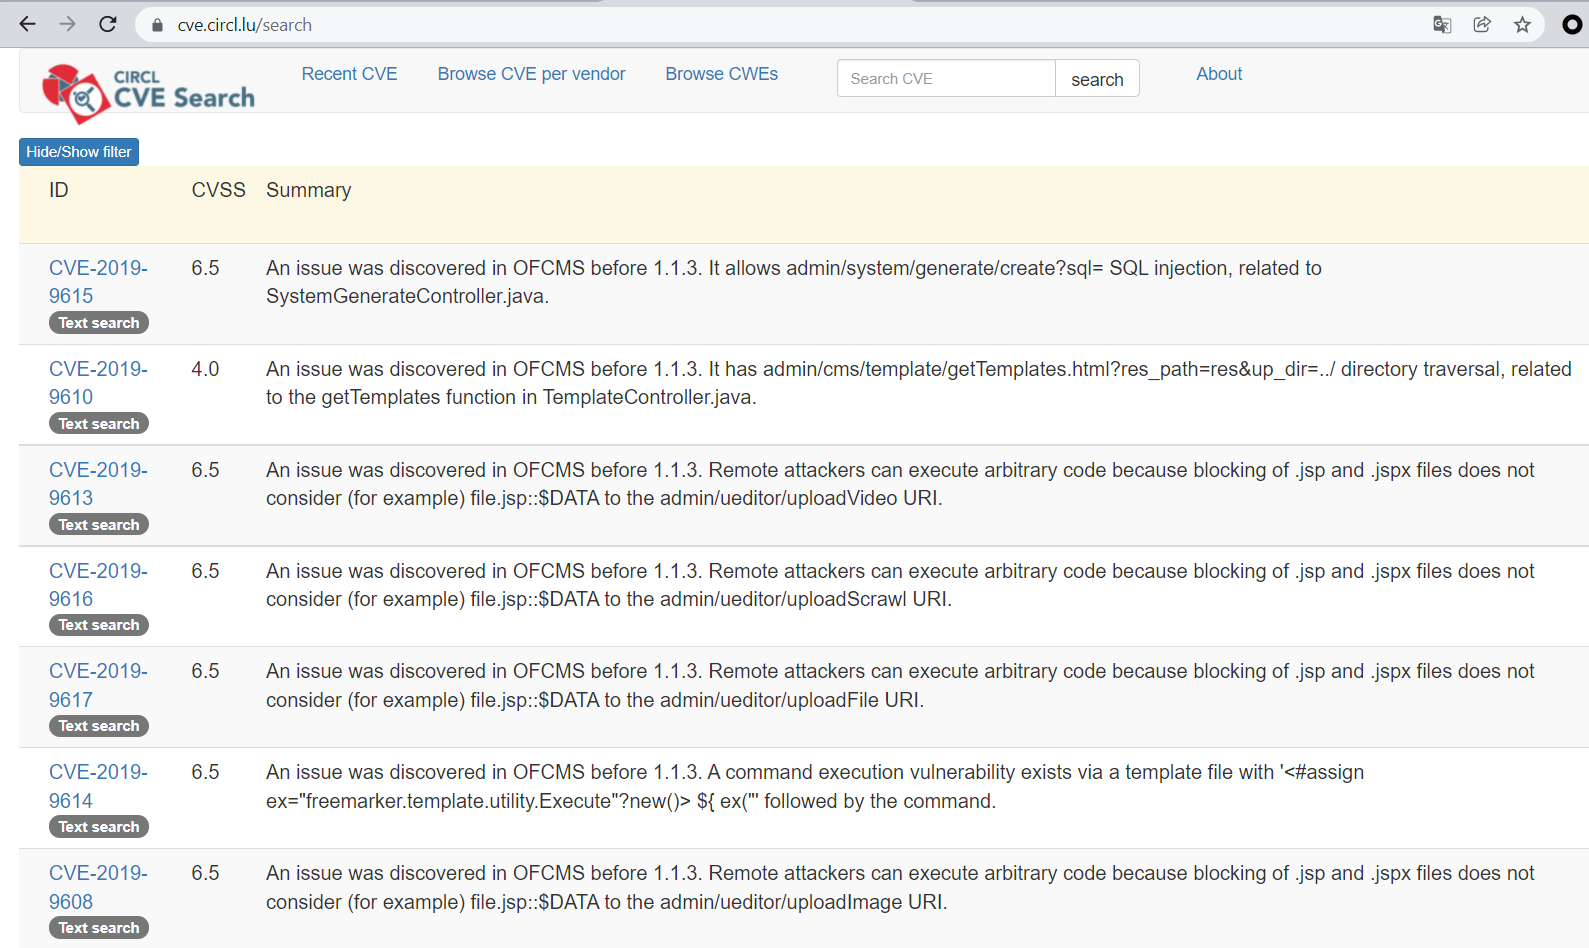 cve.circl.lu/search
CIRCL
CVE Search
Recent CVE
Browse CVE per vendor
Browse CWEs
Search CVE
search
About
Hide/Show filter
ID CVSS Summary
CVE-2019-
9615
Text search
6.5
An issue was discovered in OFCMS before 1.1.3. It allows admin/system/generate/create?sql= SQL injection, related to
SystemGenerateController.java.
CVE-2019-
9610
Text search
4.0
An issue was discovered in OFCMS before 1.1.3. It has admin/cms/template/getTemplates.html?res_path=res&up_dir=../ directory traversal, related
to the getTemplates function in TemplateController.java.
CVE-2019-
9613
Text search
6.5
An issue was discovered in OFCMS before 1.1.3. Remote attackers can execute arbitrary code because blocking of .jsp and .jspx files does not
consider (for example) file.jsp::$DATA to the admin/ueditor/uploadVideo URI.
CVE-2019-
9616
Text search
6.5
An issue was discovered in OFCMS before 1.1.3. Remote attackers can execute arbitrary code because blocking of .jsp and .jspx files does not
consider (for example) file.jsp::$DATA to the admin/ueditor/uploadScrawl URI.
CVE-2019-
9617
Text search
6.5
An issue was discovered in OFCMS before 1.1.3. Remote attackers can execute arbitrary code because blocking of .jsp and .jspx files does not
consider (for example) file.jsp::$DATA to the admin/ueditor/uploadFile URI.
CVE-2019-
9614
Text search
6.5
An issue was discovered in OFCMS before 1.1.3. A command execution vulnerability exists via a template file with '<#assign
ex="freemarker.template.utility.Execute"?new()> ${ ex("' followed by the command.
CVE-2019-
9608
Text search
6.5
An issue was discovered in OFCMS before 1.1.3. Remote attackers can execute arbitrary code because blocking of .jsp and .jspx files does not
consider (for example) file.jsp::$DATA to the admin/ueditor/uploadImage URI.